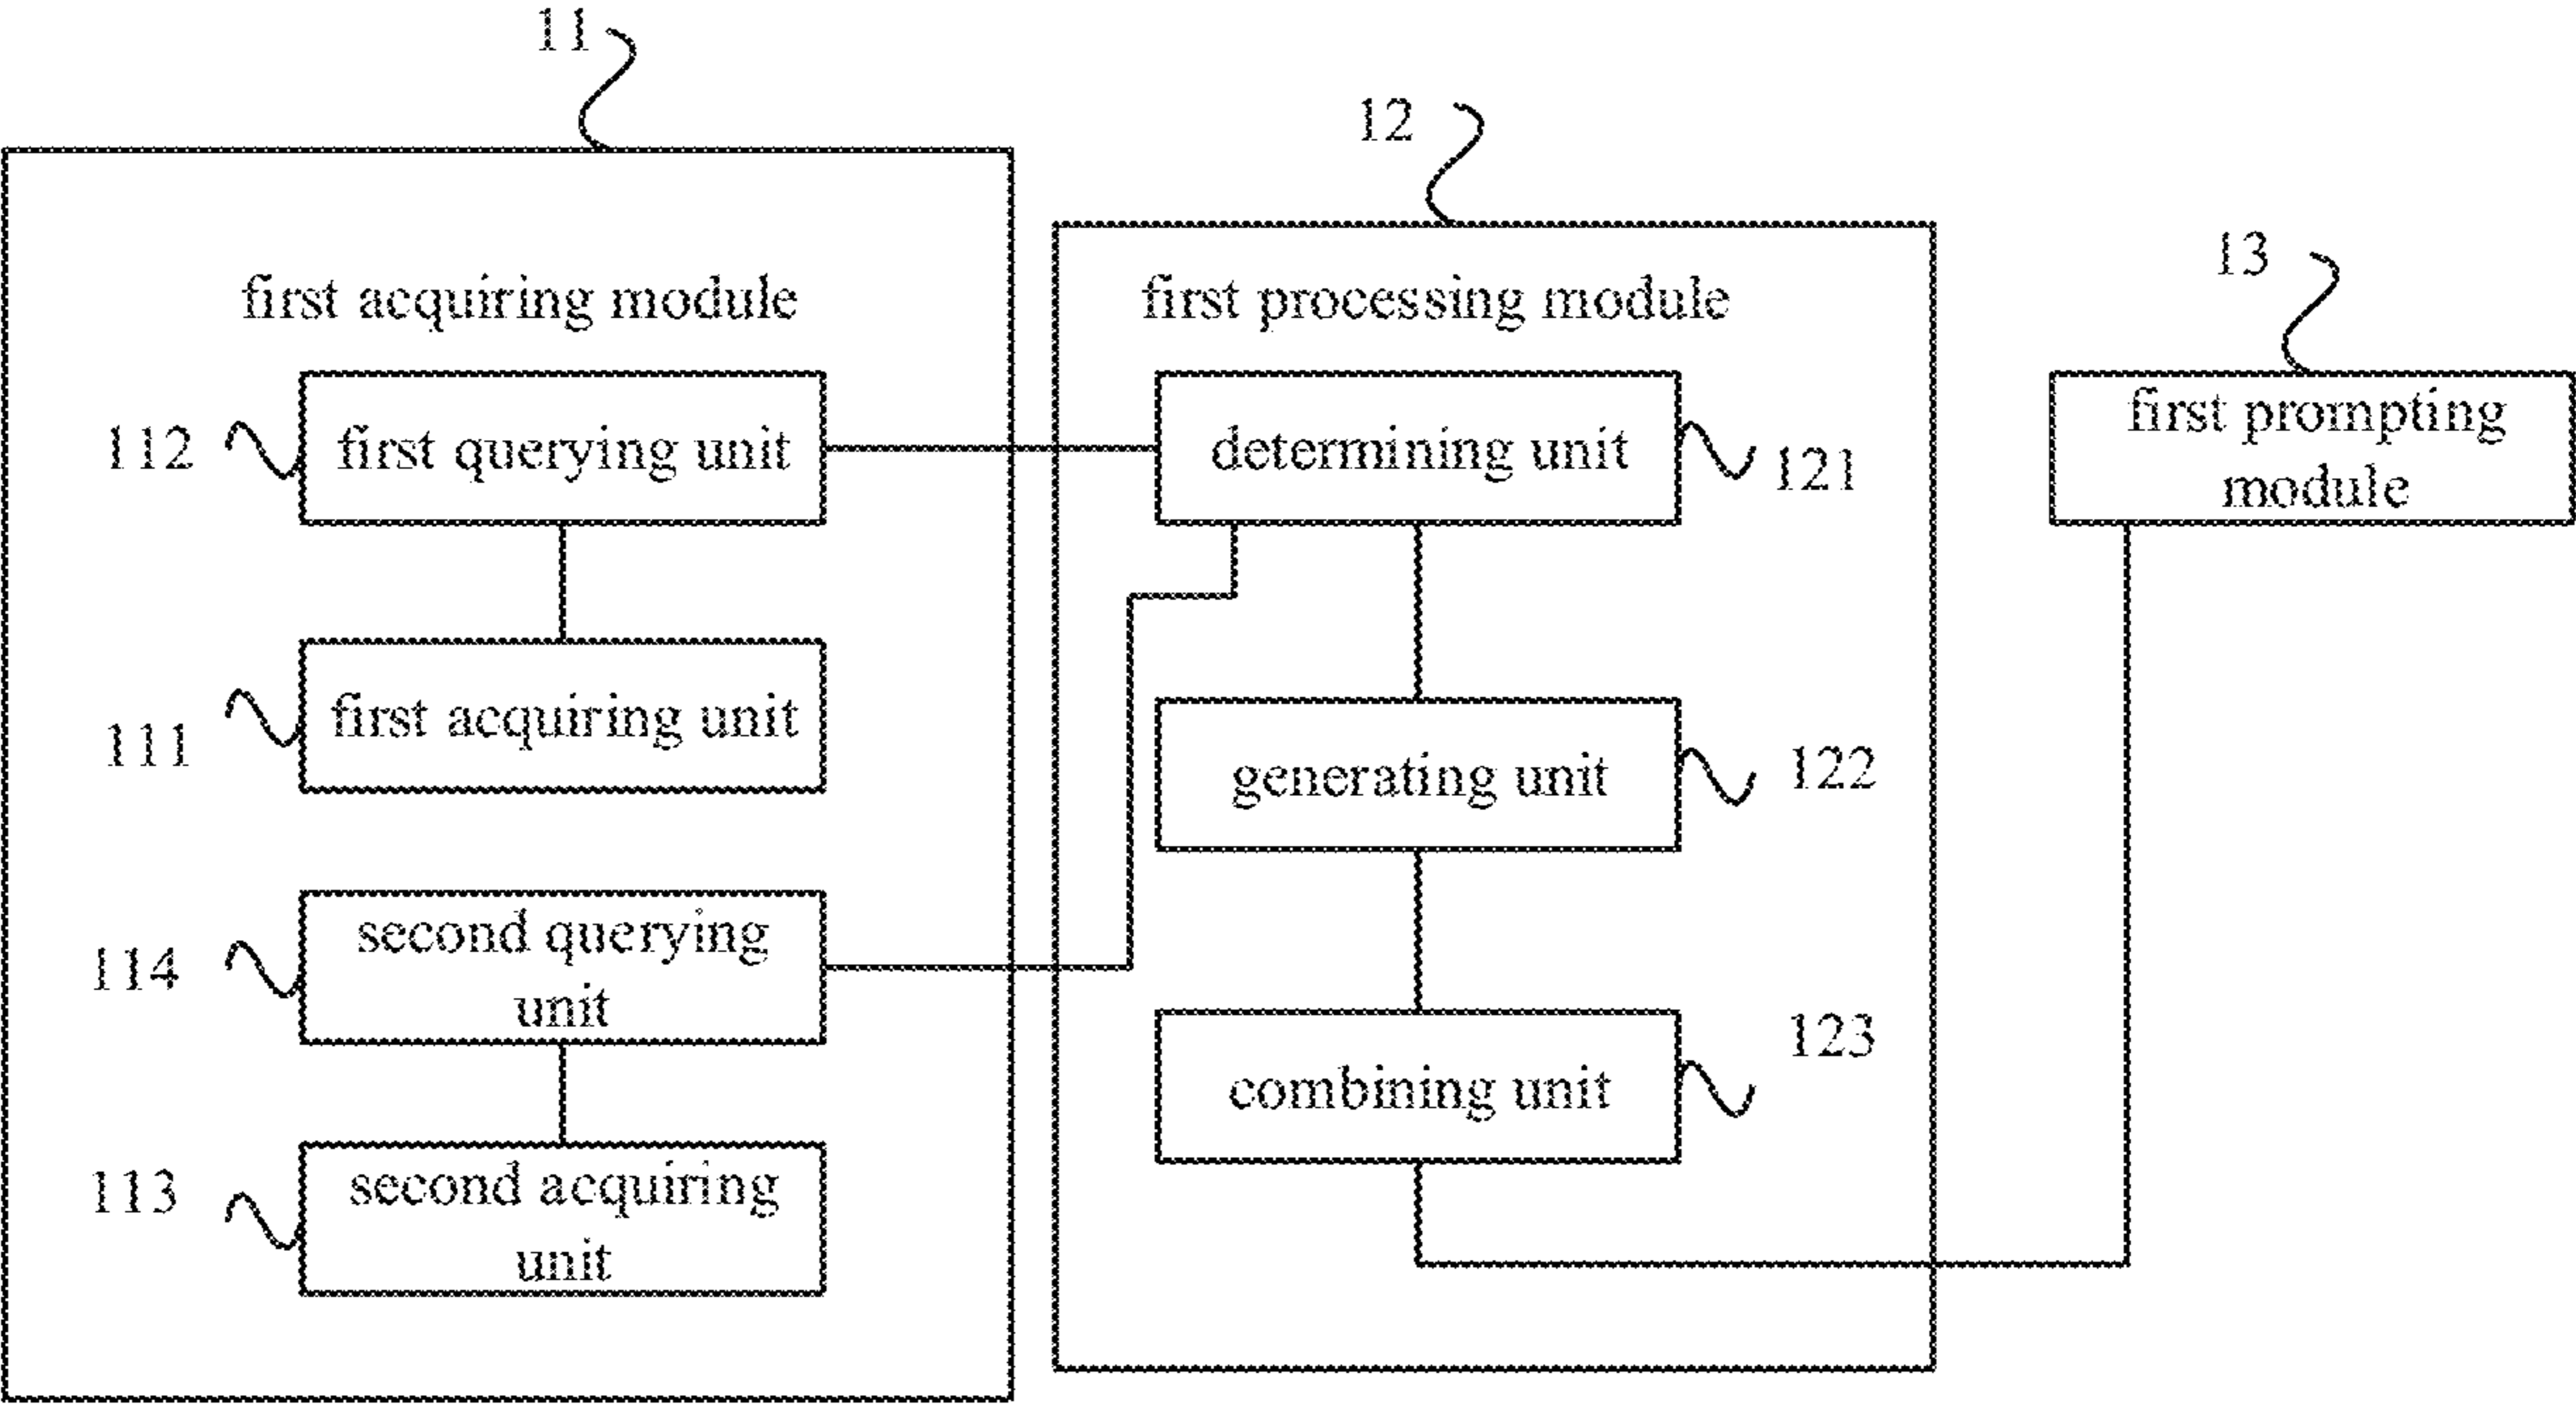 11
12
13
first acquiring module
first processing module
112
first querying unit
determining unit
121
first prompting
module
111
first acquiring unit
generating unit
122
114
second querying
unit
combining unit
123
113
second acquiring
unit